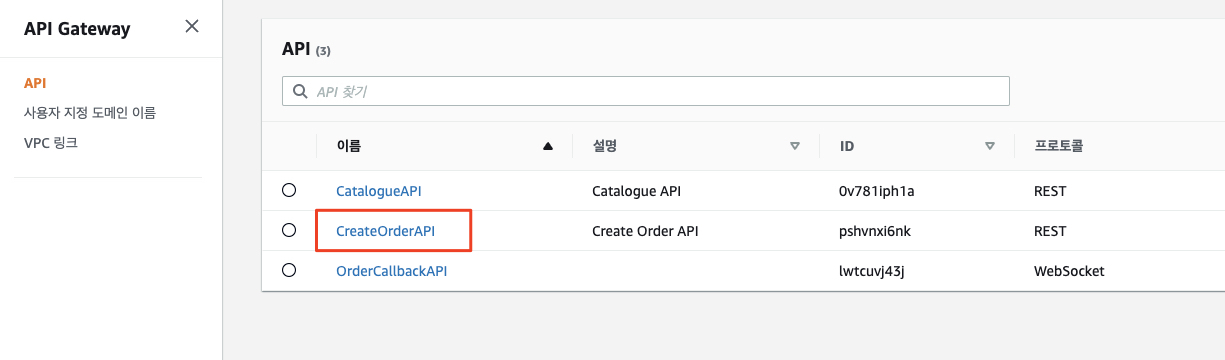 API Gateway
API
사용자 지정 도메인 이름
VPC 링크
API (3)
API 찾기
이름 설명 ID 프로토콜
CatalogueAPI Catalogue API 0v781iph1a REST
CreateOrderAPI Create Order API pshvnxi6nk REST
OrderCallbackAPI lwtcuvj43j WebSocket